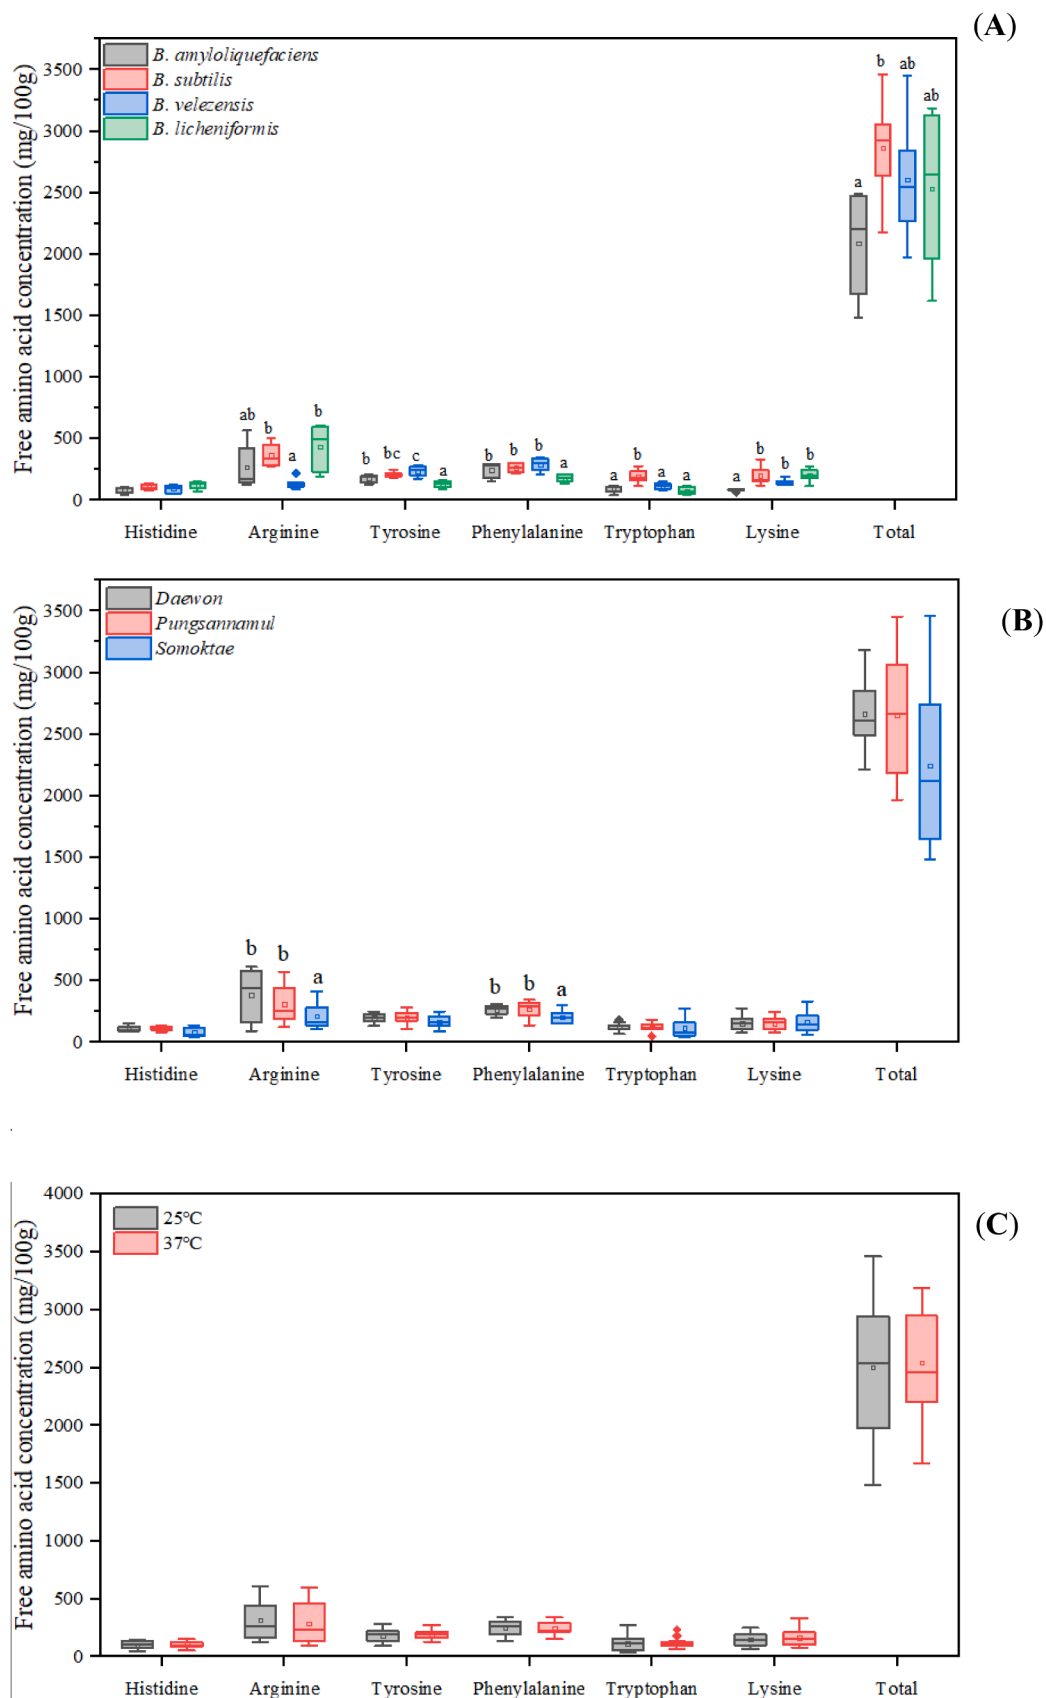 (A)
Free amino acid concentration (mg/100g)
B. amyloliquefaciens
B. subtilis
B. velezensis
B. licheniformis
3500
3000
2500
2000
1500
1000
500
0
ab
b
a
b
b
bc
c
a
b
b
b
a
a
b
a
a
a
b
b
b
a
b
ab
ab
Histidine
Arginine
Tyrosine
Phenylalanine
Tryptophan
Lysine
Total
(B)
Free amino acid concentration (mg/100g)
Daewon
Pungsannamul
Somoktae
3500
3000
2500
2000
1500
1000
500
0
b
b
a
b
b
a
Histidine
Arginine
Tyrosine
Phenylalanine
Tryptophan
Lysine
Total
(C)
Free amino acid concentration (mg/100g)
25°C
37°C
4000
3500
3000
2500
2000
1500
1000
500
0
Histidine
Arginine
Tyrosine
Phenylalanine
Tryptophan
Lysine
Total